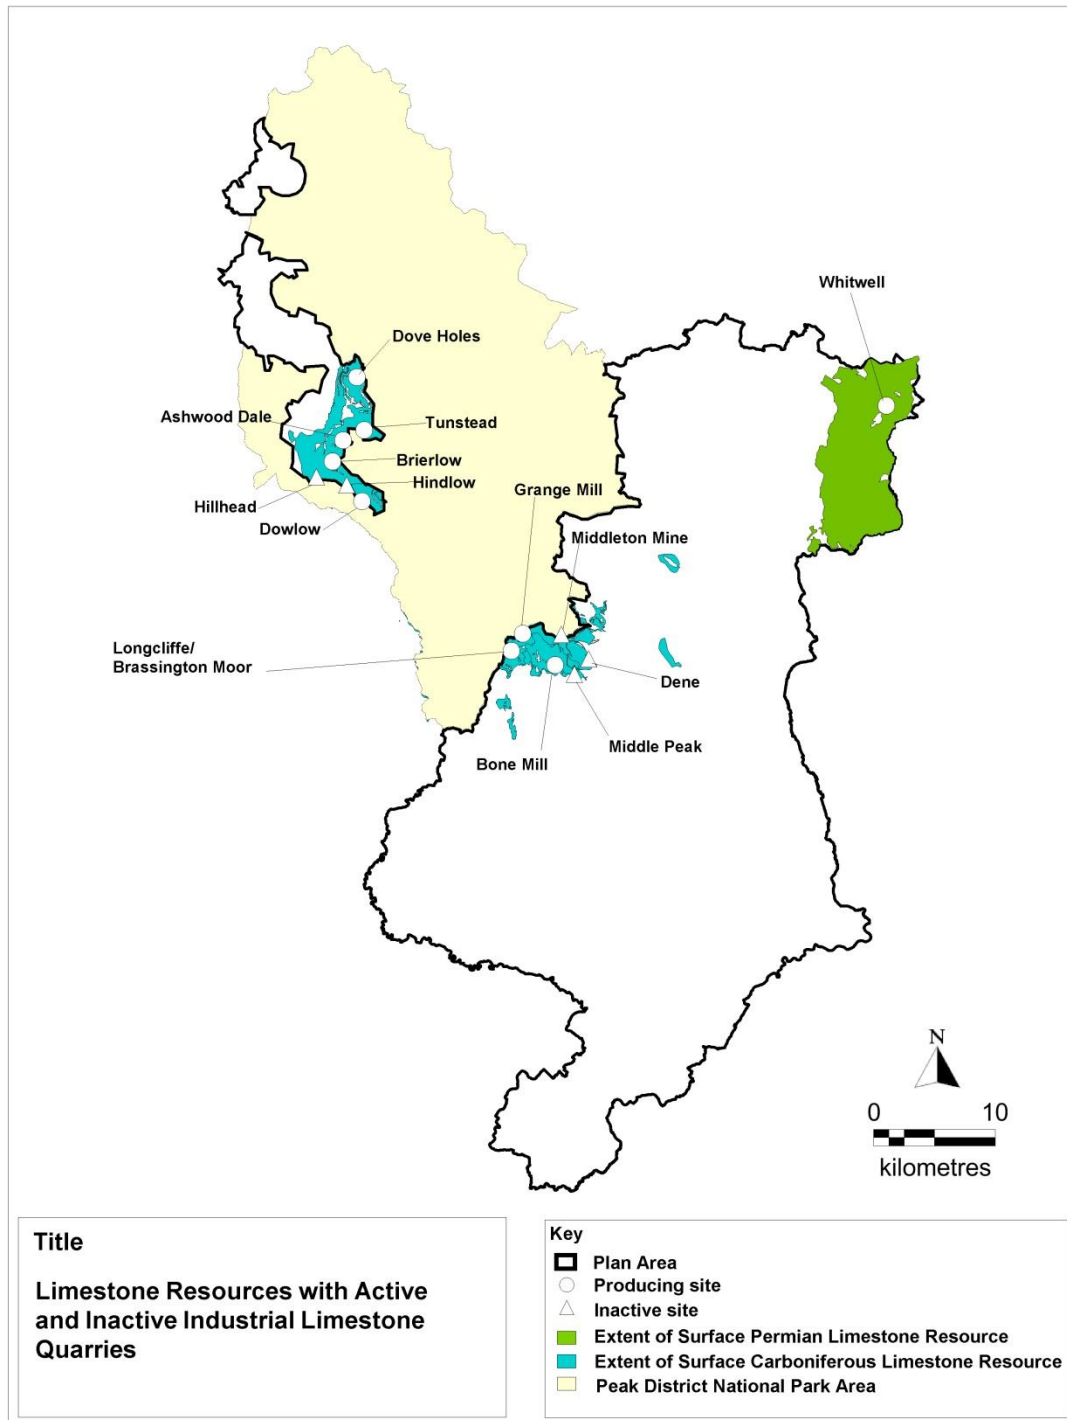 Whitwell
Dove Holes
Ashwood Dale
Tunstead
Brierlow
Hindlow
Grange Mill
Hillhead
Dowlow
Middleton Mine
Longcliffe/
Brassington Moor
Dene
Middle Peak
Bone Mill
N
0 10
kilometres
Title
Limestone Resources with Active
and Inactive Industrial Limestone
Quarries
Key
Plan Area
Producing site
Inactive site
Extent of Surface Permian Limestone Resource
Extent of Surface Carboniferous Limestone Resource
Peak District National Park Area